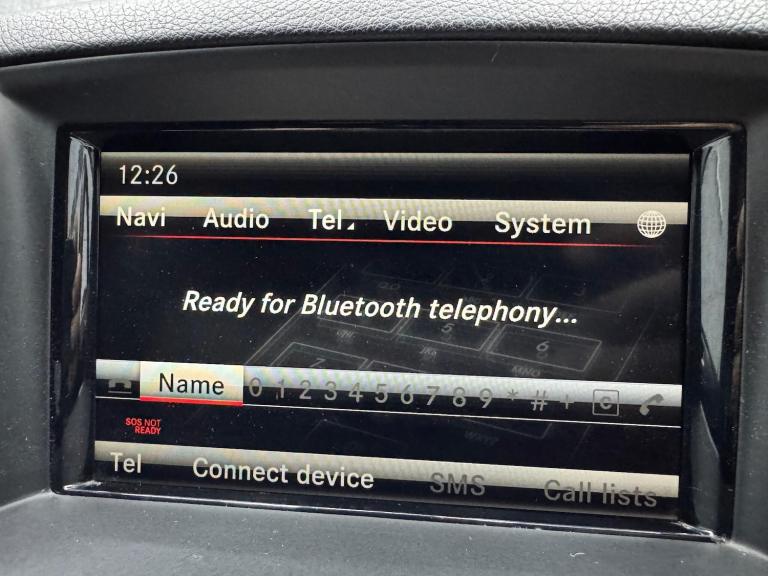 12:26
Navi Audio Tel Video System
Ready for Bluetooth telephony...
Name 0 1 2 3 4 5 6 7 8 9 * # + C
SOS NOT
READY
Tel Connect device SMS Call lists